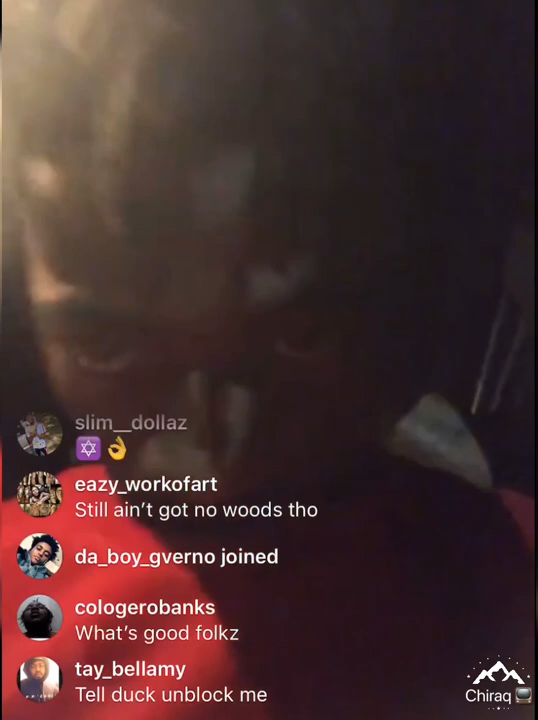 slim__dollaz
✡️👌
eazy_workofart
Still ain’t got no woods tho
da_boy_gverno joined
cologerobanks
What’s good folkz
tay_bellamy
Tell duck unblock me
Chiraq📺